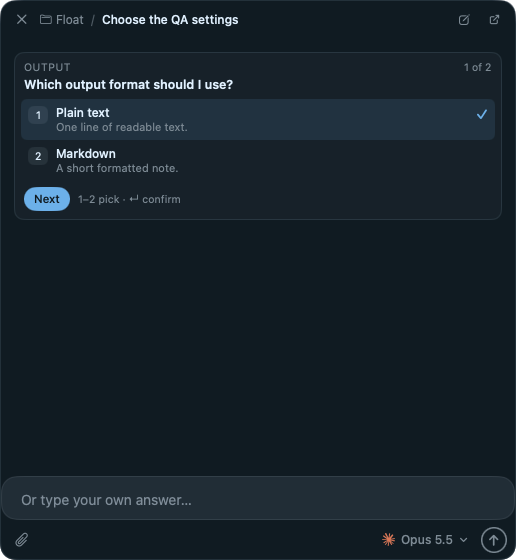 Float / Choose the QA settings
OUTPUT 1 of 2
Which output format should I use?
1 Plain text
One line of readable text.
2 Markdown
A short formatted note.
Next 1–2 pick · ↵ confirm
Or type your own answer...
Opus 5.5